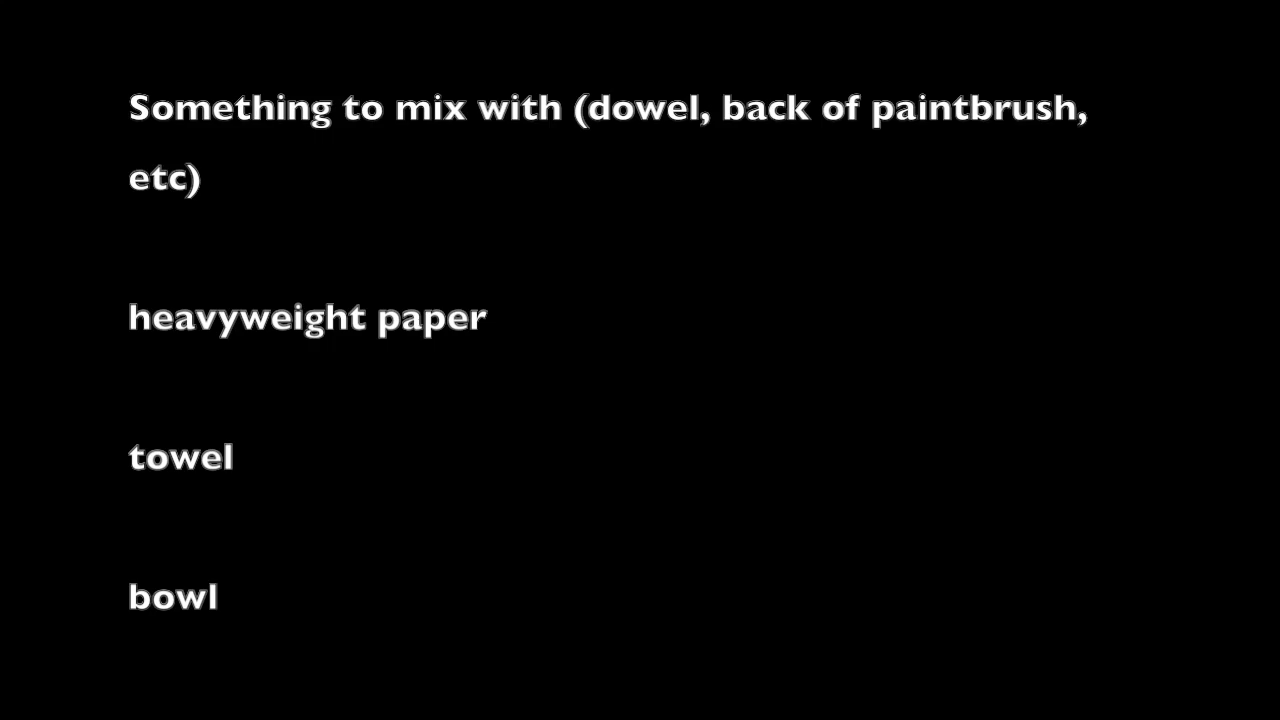 Something to mix with (dowel, back of paintbrush,
etc)
heavyweight paper
towel
bowl